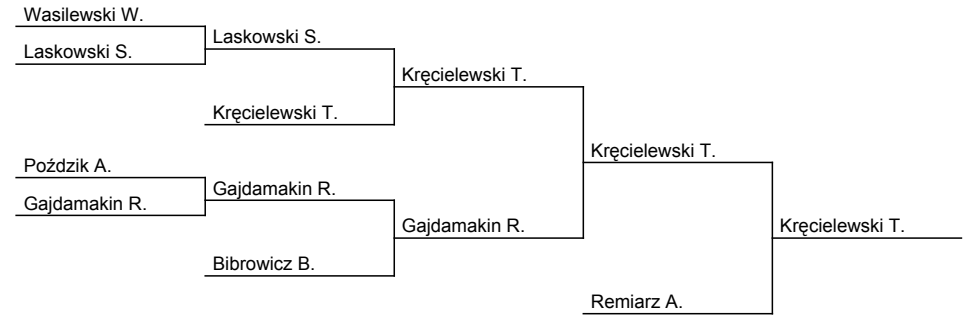 Wasilewski W.
Laskowski S.
Laskowski S.
Kręcielewski T.
Kręcielewski T.
Kręcielewski T.
Poździk A.
Gajdamakin R.
Gajdamakin R.
Gajdamakin R.
Kręcielewski T.
Bibrowicz B.
Remiarz A.